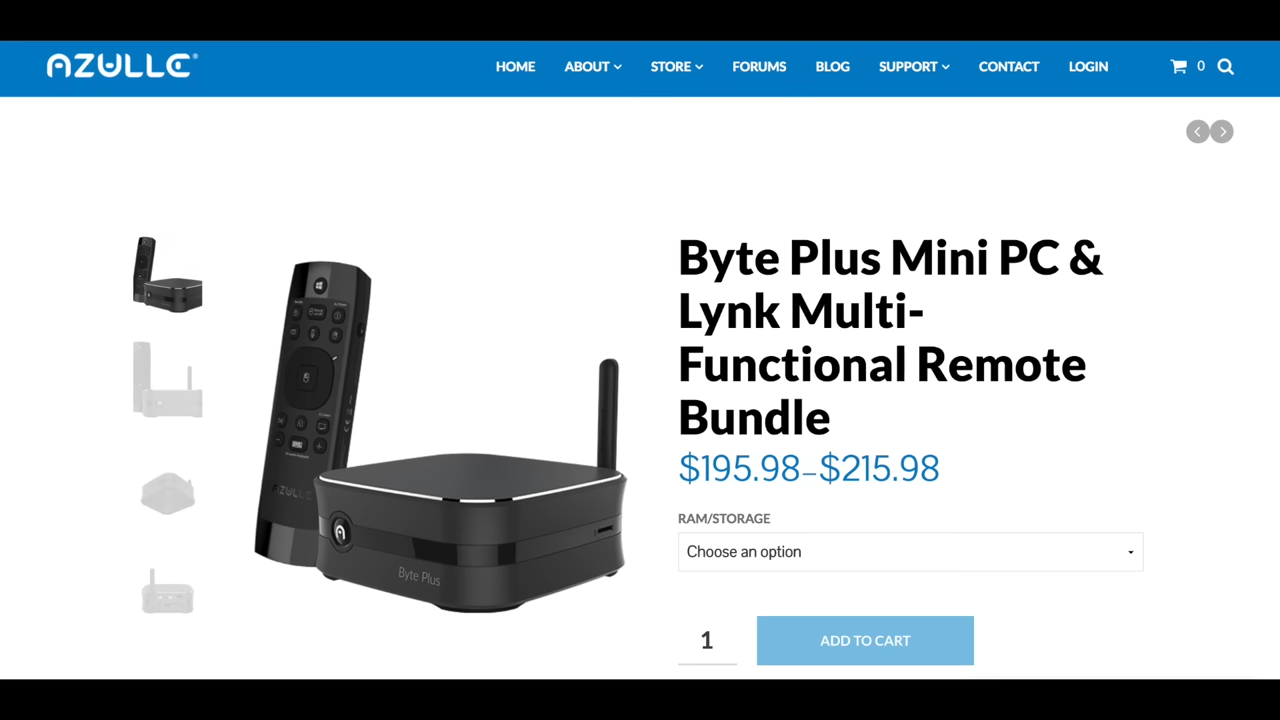 AZULLE®
HOME ABOUT STORE FORUMS BLOG SUPPORT CONTACT LOGIN 0
Byte Plus Mini PC &
Lynk Multi-
Functional Remote
Bundle
$195.98–$215.98
RAM/STORAGE
Choose an option
AZULLE
Byte Plus
1 ADD TO CART